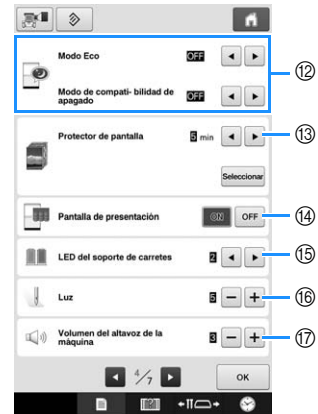 Modo Eco OFF
⑫
Modo de compati- bilidad de
apagado OFF
Protector de pantalla 5 min ⑬
Seleccionar
Pantalla de presentación ON OFF ⑭
LED del soporte de carretes 2 ⑮
Luz 5 − + ⑯
Volumen del altavoz de la
máquina 3 − + ⑰
4/7 OK